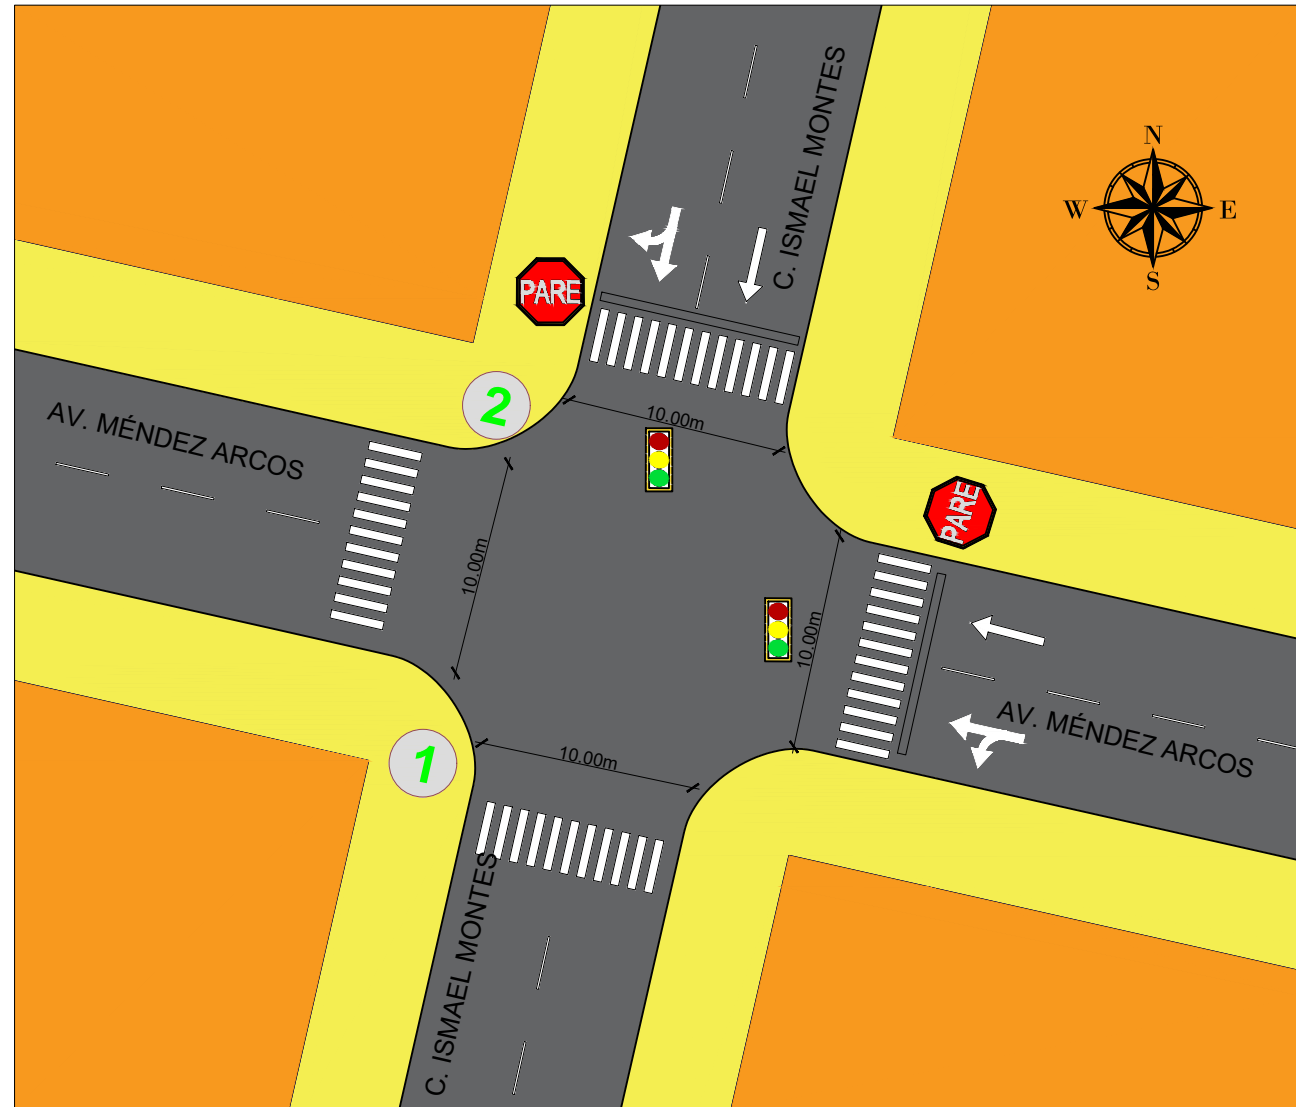 C. ISMAEL MONTES
N
W
E
S
PARE
AV. MÉNDEZ ARCOS
2
10.00m
PARE
10.00m
10.00m
AV. MÉNDEZ ARCOS
1
10.00m
C. ISMAEL MONTES